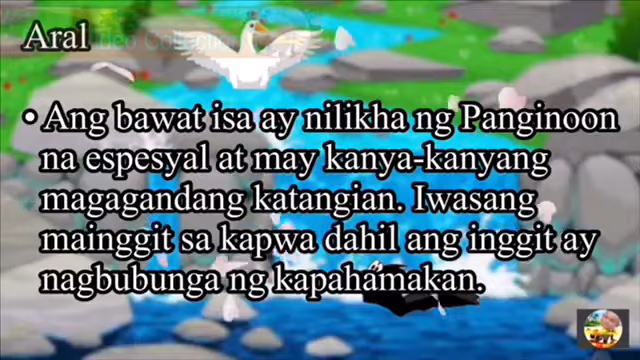 Aral
• Ang bawat isa ay nilikha ng Panginoon
na espesyal at may kanya-kanyang
magagandang katangian. Iwasang
mainggit sa kapwa dahil ang inggit ay
nagbubunga ng kapahamakan.